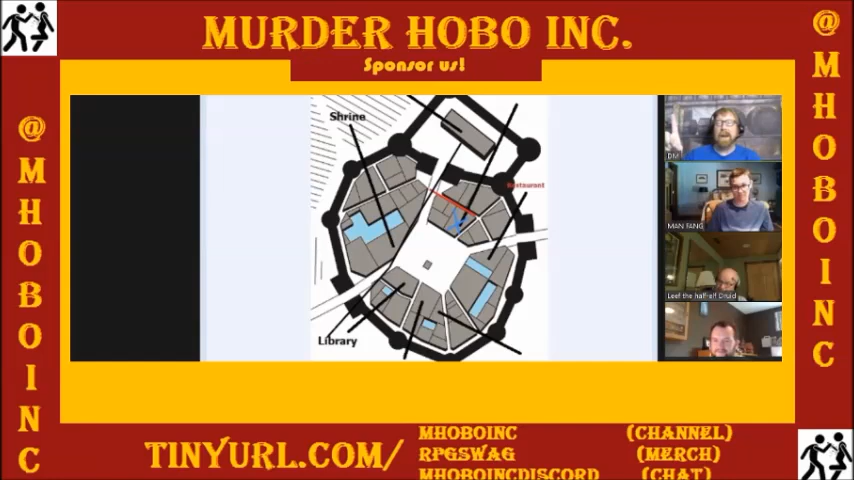 MURDER HOBO INC.
Sponsor us!
@MHOBOINC
@MHOBOINC
Shrine
Restaurant
Library
DM
MAN FANG
Leef the half-elf Druid
TINYURL.COM/
MHOBOINC (CHANNEL)
RPGSWAG (MERCH)
MHOBOINCDISCORD (CHAT)